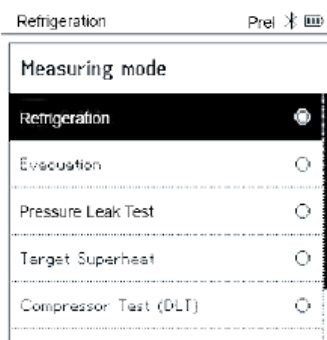 Refrigeration Prel
Measuring mode
Refrigeration
Evacuation
Pressure Leak Test
Target Superheat
Compressor Test (DLT)